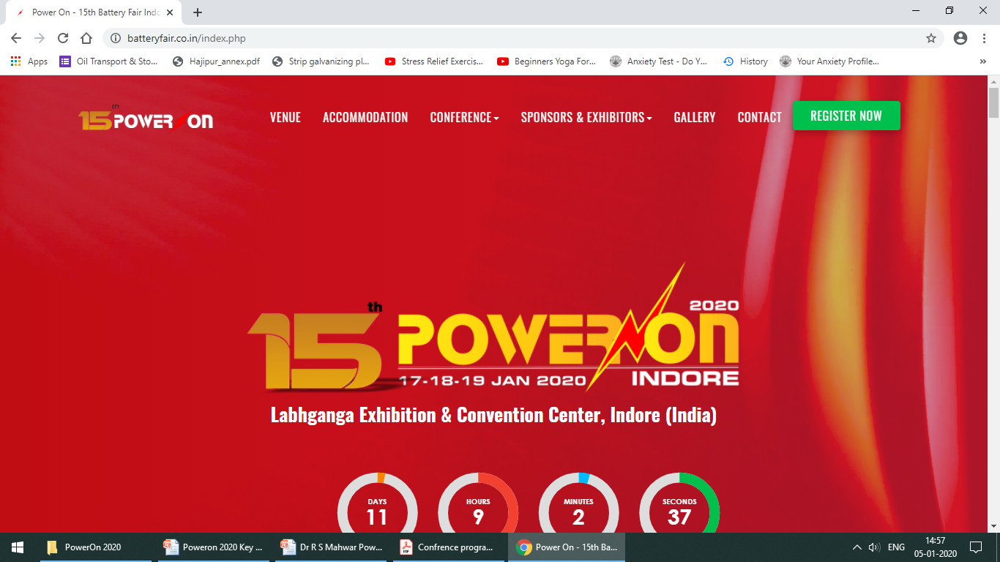 Power On - 15th Battery Fair Indo
batteryfair.co.in/index.php
Apps Oil Transport & Sto... Hajipur_annex.pdf Strip galvanizing pl... Stress Relief Exercis... Beginners Yoga For... Anxiety Test - Do Y... History Your Anxiety Profile...
15th POWER ON VENUE ACCOMMODATION CONFERENCE SPONSORS & EXHIBITORS GALLERY CONTACT REGISTER NOW
15th POWER ON 2020
17-18-19 JAN 2020 INDORE
Labhganga Exhibition & Convention Center, Indore (India)
DAYS HOURS MINUTES SECONDS
11 9 2 37
PowerOn 2020 Poweron 2020 Key ... Dr R S Mahwar Pow... Confrence progra... Power On - 15th Ba... ENG 14:57
05-01-2020